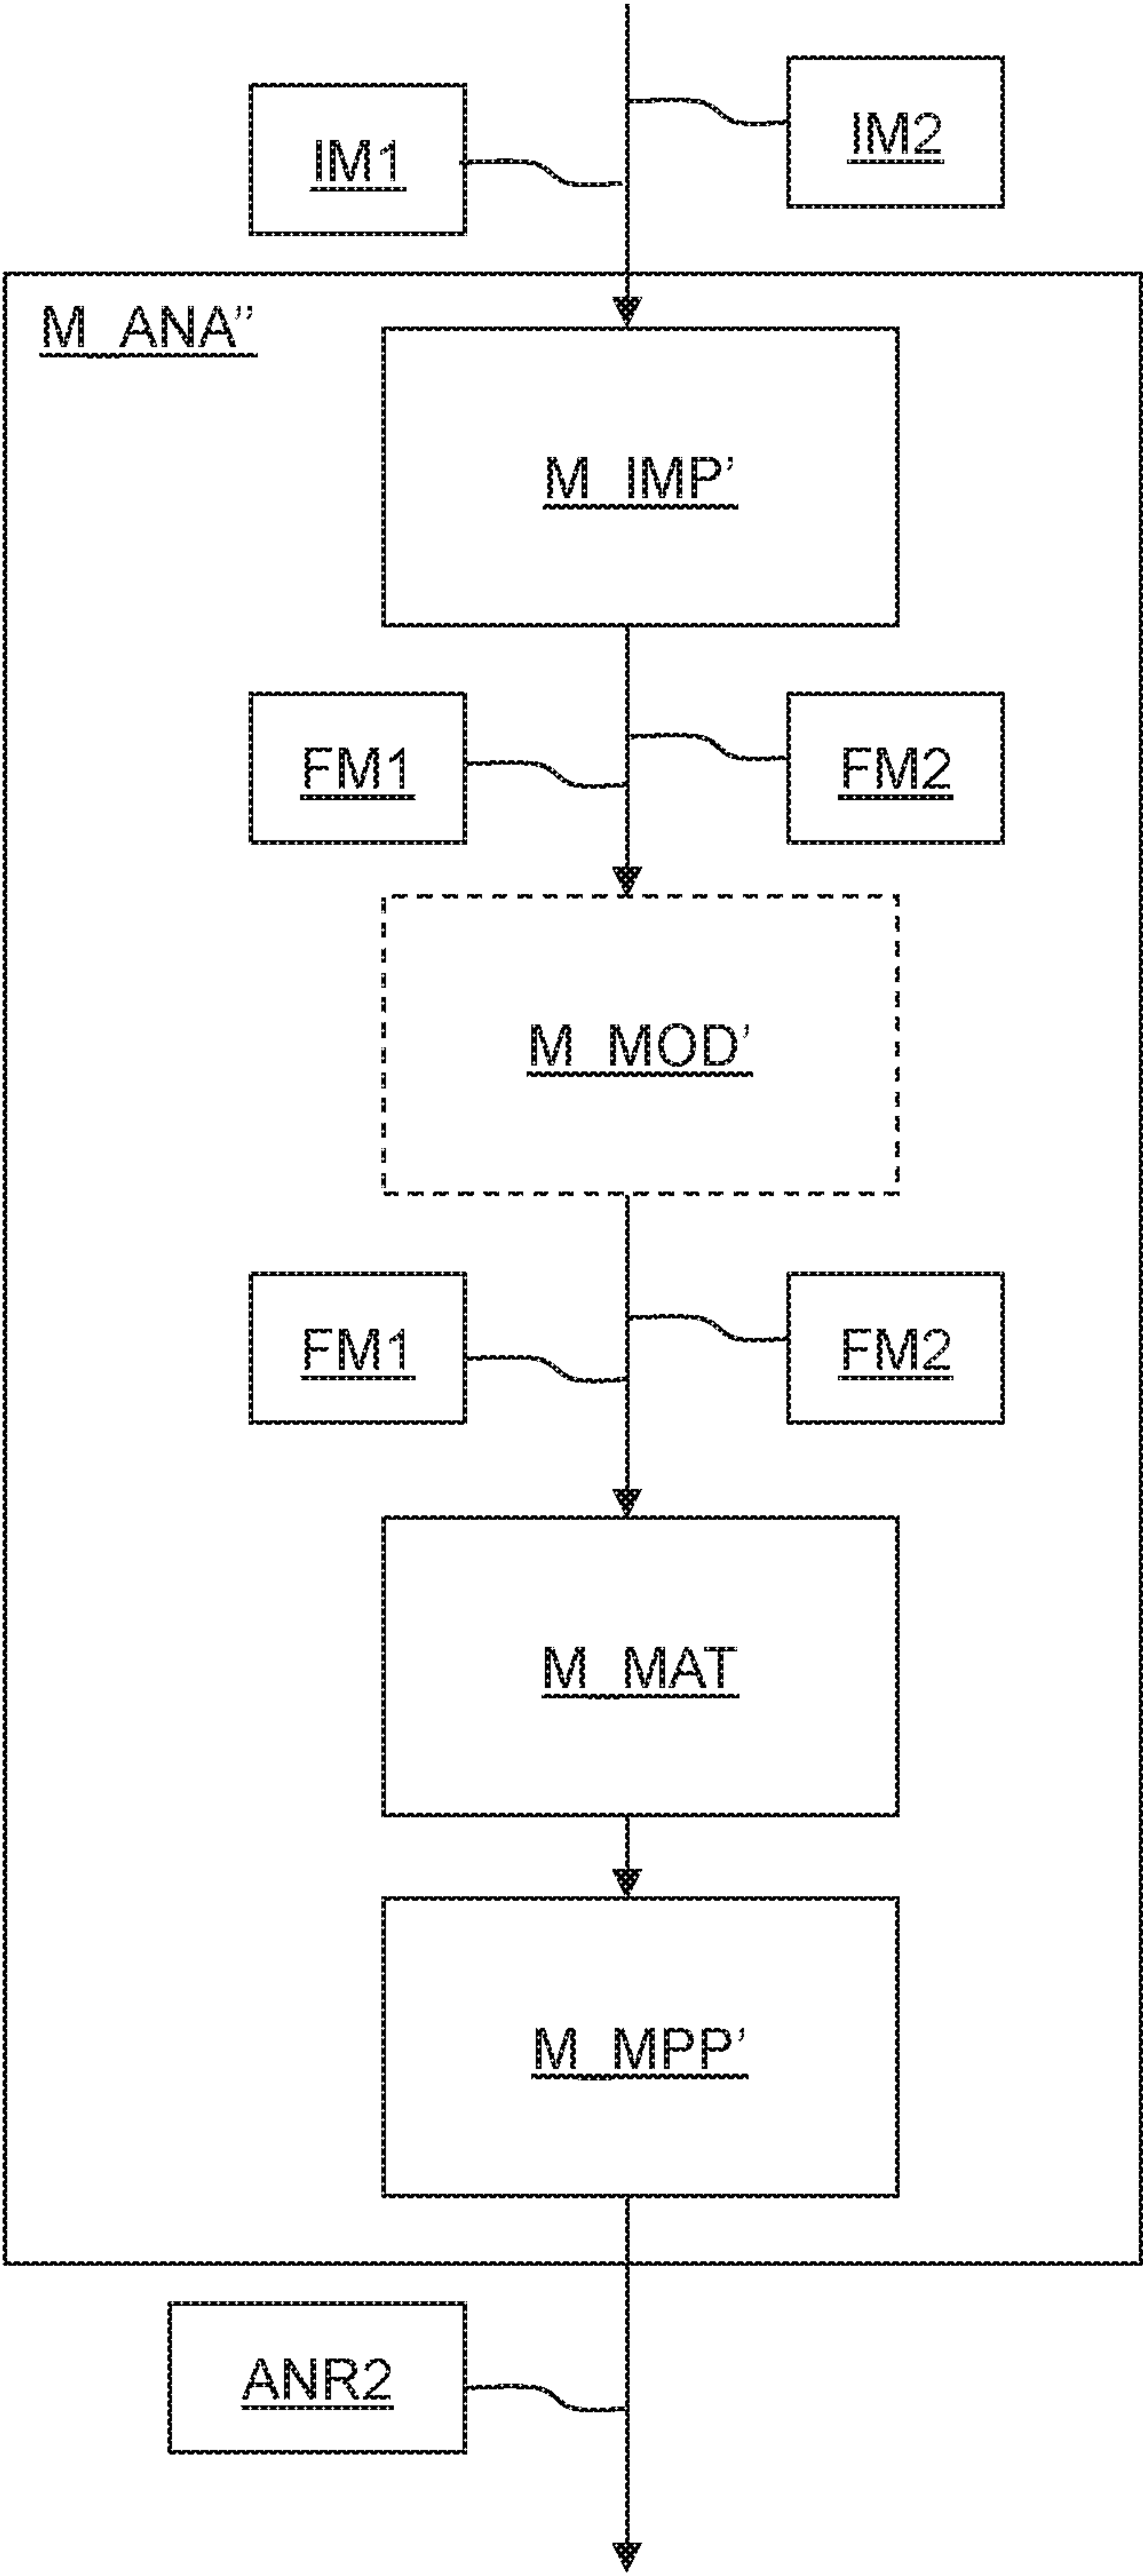 IM1
IM2
M_ANA”
M_IMP’
FM1
FM2
M_MOD’
FM1
FM2
M_MAT
M_MPP’
ANR2